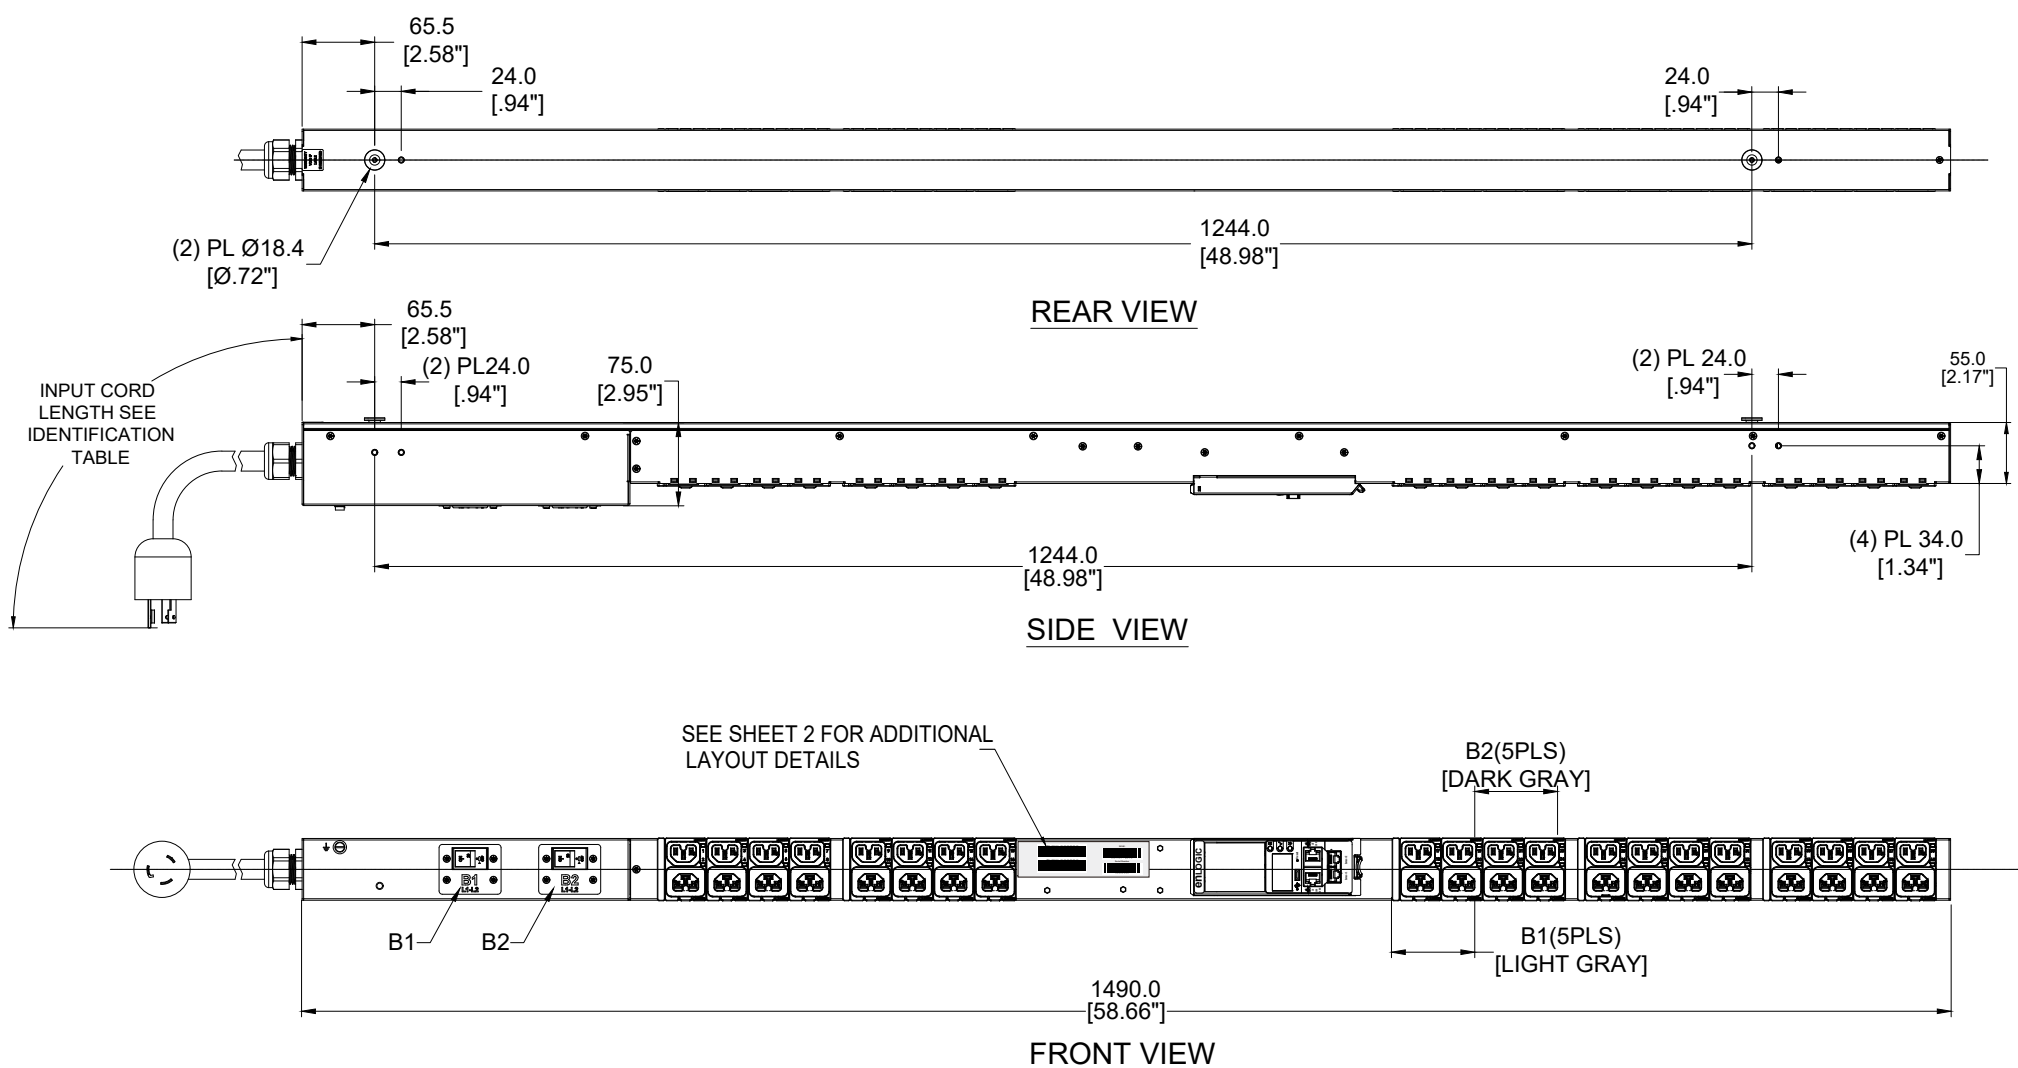 65.5
[2.58"]
24.0
[.94"]
24.0
[.94"]
(2) PL Ø18.4
[Ø.72"]
1244.0
[48.98"]
REAR VIEW
65.5
[2.58"]
(2) PL24.0
[.94"]
75.0
[2.95"]
(2) PL 24.0
[.94"]
55.0
[2.17"]
INPUT CORD
LENGTH SEE
IDENTIFICATION
TABLE
1244.0
[48.98"]
(4) PL 34.0
[1.34"]
SIDE VIEW
SEE SHEET 2 FOR ADDITIONAL
LAYOUT DETAILS
B2(5PLS)
[DARK GRAY]
B1
L1-L2
B2
L1-L2
enLOGIC
B1
B2
B1(5PLS)
[LIGHT GRAY]
1490.0
[58.66"]
FRONT VIEW